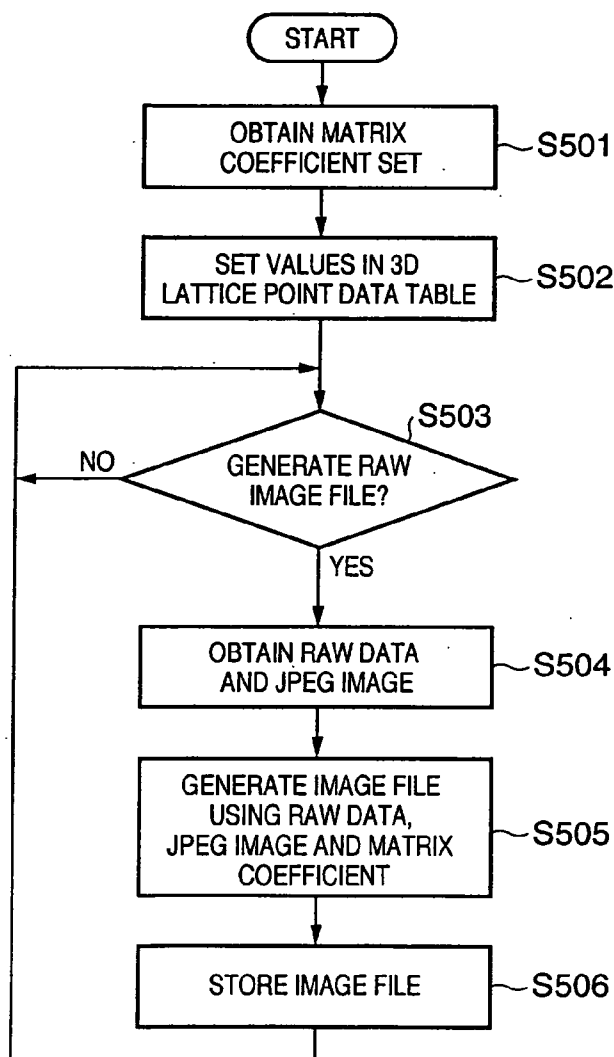 START
OBTAIN MATRIX
COEFFICIENT SET
S501
SET VALUES IN 3D
LATTICE POINT DATA TABLE
S502
S503
NO
GENERATE RAW
IMAGE FILE?
YES
OBTAIN RAW DATA
AND JPEG IMAGE
S504
GENERATE IMAGE FILE
USING RAW DATA,
JPEG IMAGE AND MATRIX
COEFFICIENT
S505
STORE IMAGE FILE
S506